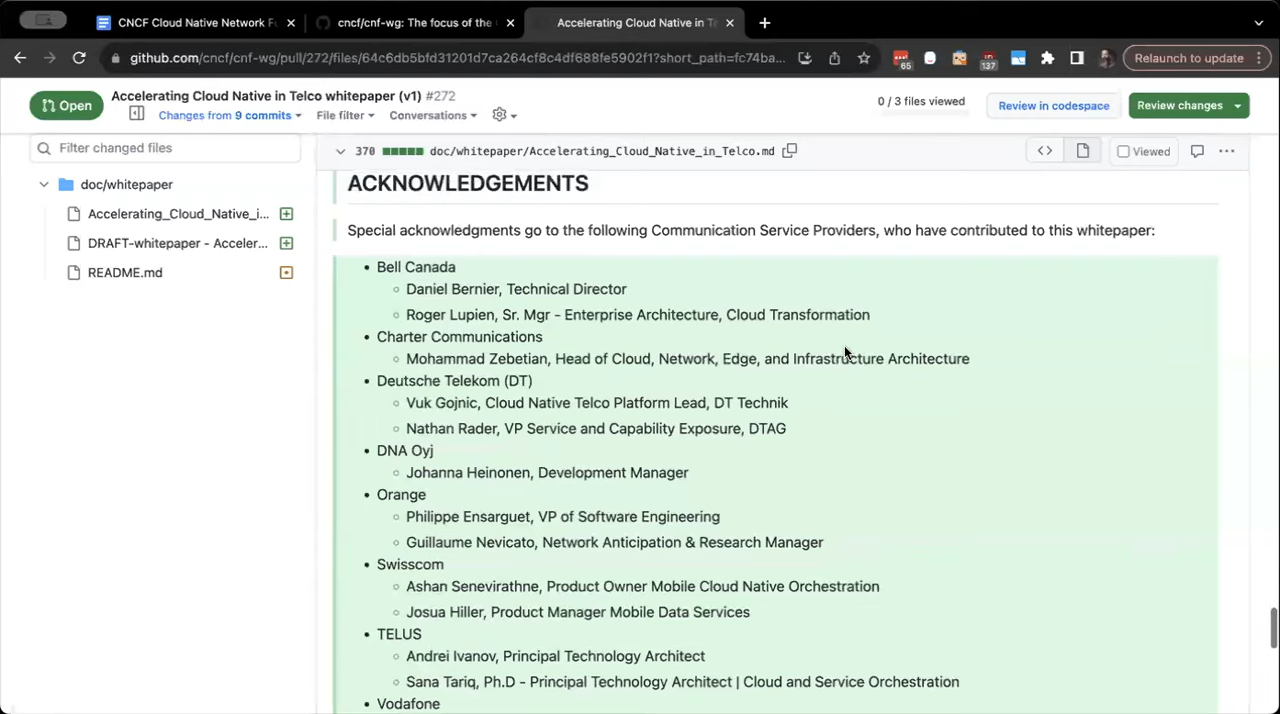 CNCF Cloud Native Network F
cncf/cnf-wg: The focus of the
Accelerating Cloud Native in Te
github.com/cncf/cnf-wg/pull/272/files/64c6db5bfd31201d7ca264cf8c4df688fe5902f1?short_path=fc74ba...
65
137
Relaunch to update
Open
Accelerating Cloud Native in Telco whitepaper (v1) #272
Changes from 9 commits
File filter
Conversations
0 / 3 files viewed
Review in codespace
Review changes
Filter changed files
370
doc/whitepaper/Accelerating_Cloud_Native_in_Telco.md
Viewed
doc/whitepaper
Accelerating_Cloud_Native_i...
DRAFT-whitepaper - Acceler...
README.md
ACKNOWLEDGEMENTS
Special acknowledgments go to the following Communication Service Providers, who have contributed to this whitepaper:
• Bell Canada
◦ Daniel Bernier, Technical Director
◦ Roger Lupien, Sr. Mgr - Enterprise Architecture, Cloud Transformation
• Charter Communications
◦ Mohammad Zebetian, Head of Cloud, Network, Edge, and Infrastructure Architecture
• Deutsche Telekom (DT)
◦ Vuk Gojnic, Cloud Native Telco Platform Lead, DT Technik
◦ Nathan Rader, VP Service and Capability Exposure, DTAG
• DNA Oyj
◦ Johanna Heinonen, Development Manager
• Orange
◦ Philippe Ensarguet, VP of Software Engineering
◦ Guillaume Nevicato, Network Anticipation & Research Manager
• Swisscom
◦ Ashan Senevirathne, Product Owner Mobile Cloud Native Orchestration
◦ Josua Hiller, Product Manager Mobile Data Services
• TELUS
◦ Andrei Ivanov, Principal Technology Architect
◦ Sana Tariq, Ph.D - Principal Technology Architect | Cloud and Service Orchestration
• Vodafone